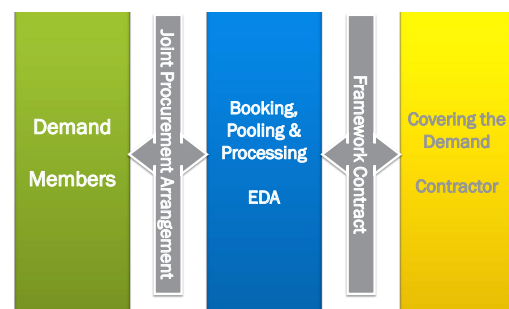 Demand
Members
Joint Procurement Arrangement
Booking,
Pooling &
Processing
EDA
Framework Contract
Covering the
Demand
Contractor